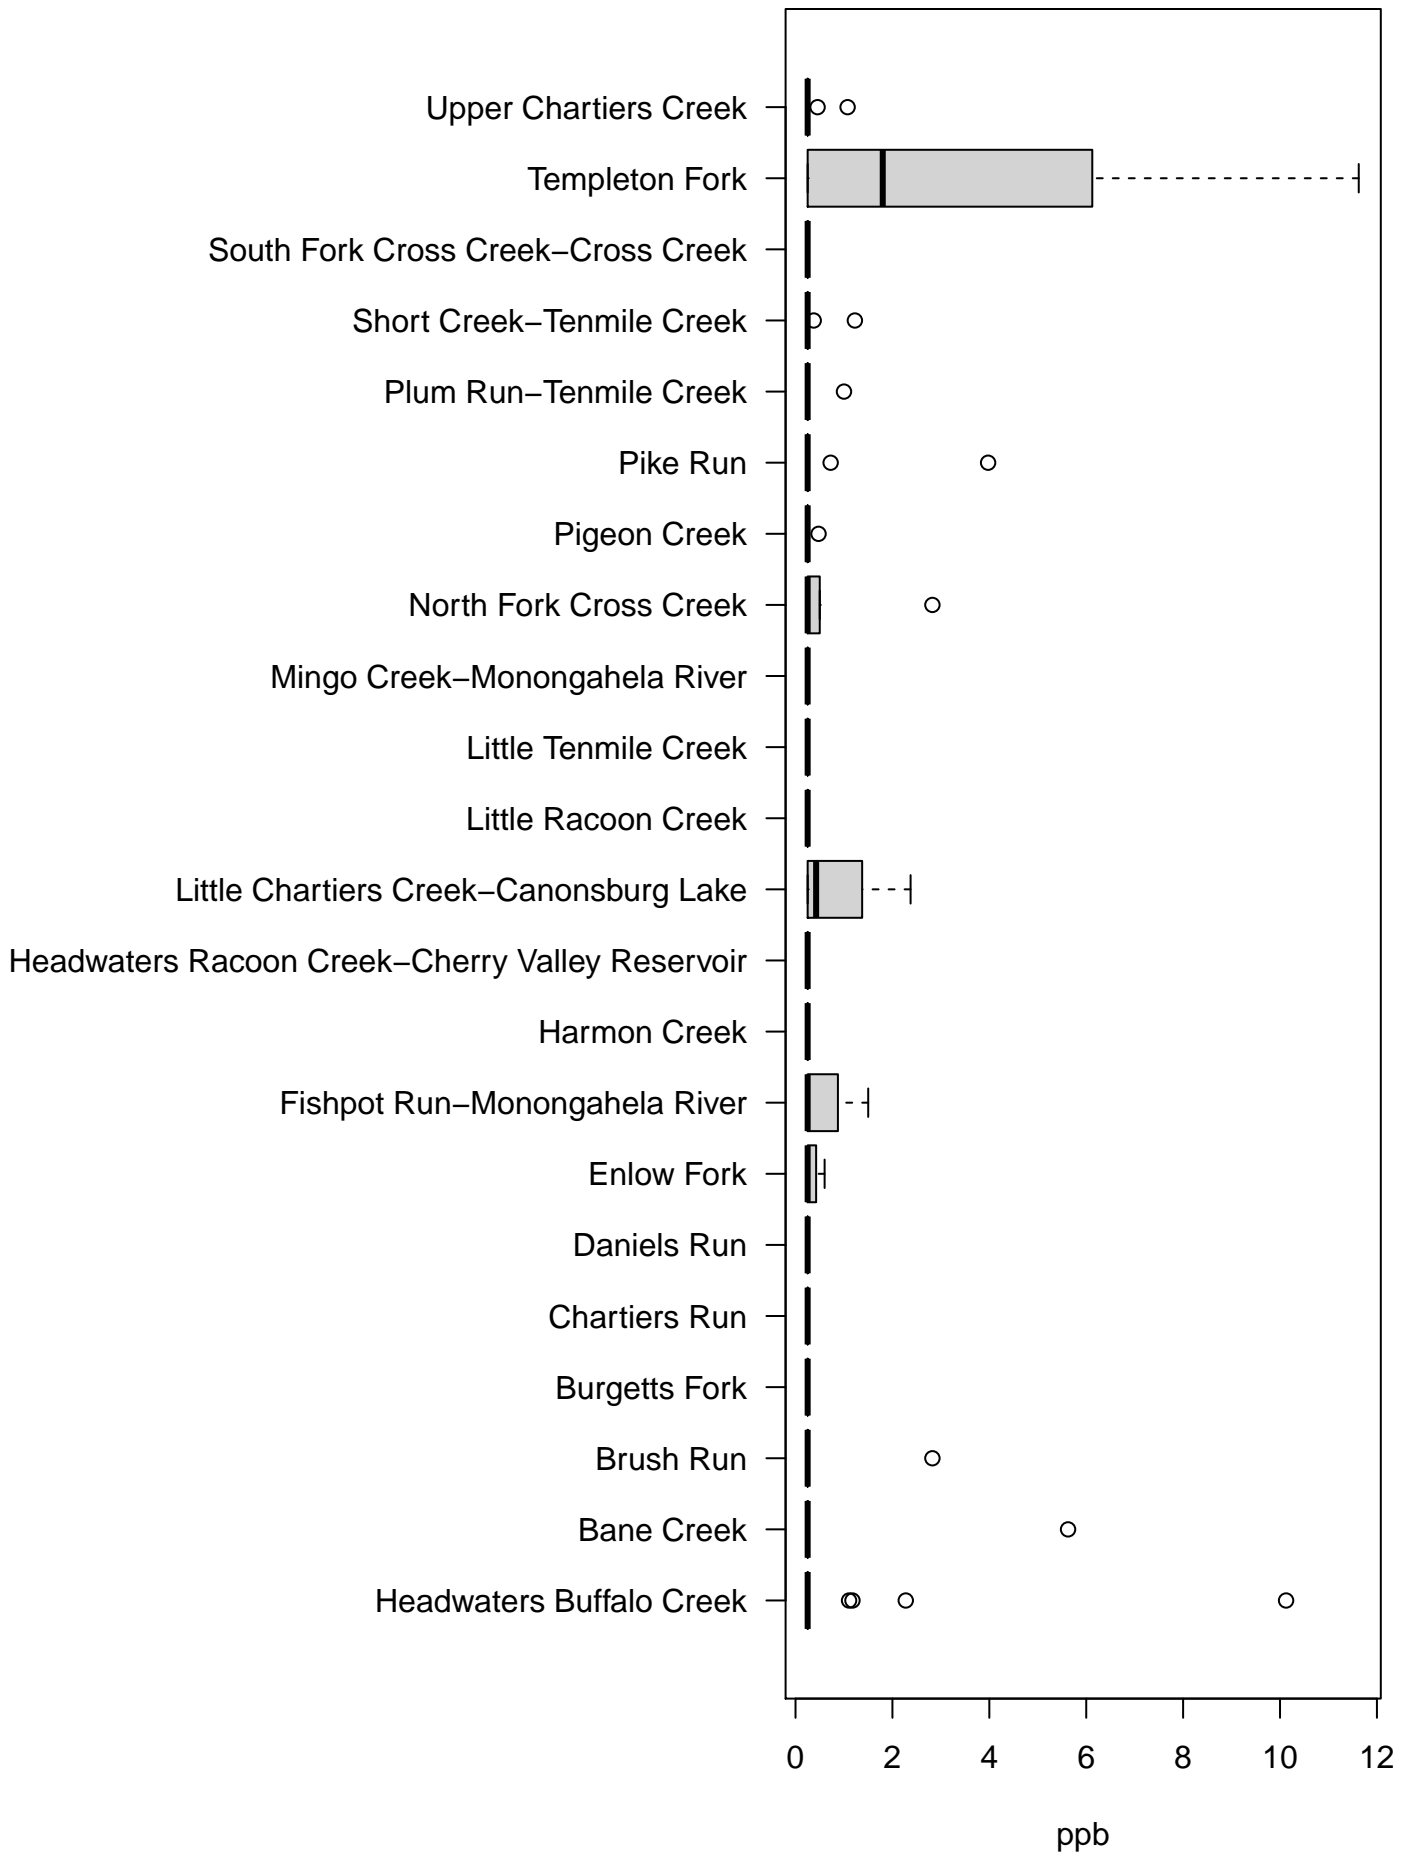 Upper Chartiers Creek
Templeton Fork
South Fork Cross Creek−Cross Creek
Short Creek−Tenmile Creek
Plum Run−Tenmile Creek
Pike Run
Pigeon Creek
North Fork Cross Creek
Mingo Creek−Monongahela River
Little Tenmile Creek
Little Racoon Creek
Little Chartiers Creek−Canonsburg Lake
Headwaters Racoon Creek−Cherry Valley Reservoir
Harmon Creek
Fishpot Run−Monongahela River
Enlow Fork
Daniels Run
Chartiers Run
Burgetts Fork
Brush Run
Bane Creek
Headwaters Buffalo Creek
0 2 4 6 8 10 12
ppb